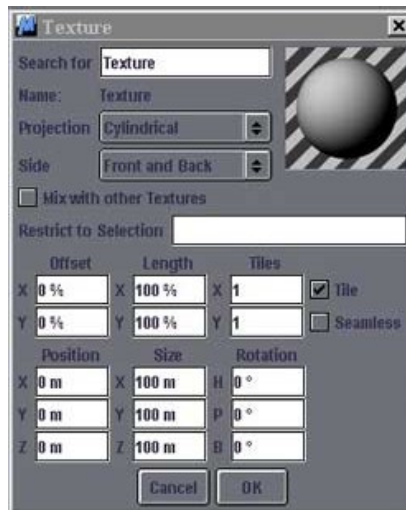 Texture
Search for Texture
Name: Texture
Projection Cylindrical
Side Front and Back
Mix with other Textures
Restrict to Selection
Offset Length Tiles
X 0 % X 100 % X 1 Tile
Y 0 % Y 100 % Y 1 Seamless
Position Size Rotation
X 0 m X 100 m H 0 °
Y 0 m Y 100 m P 0 °
Z 0 m Z 100 m B 0 °
Cancel OK